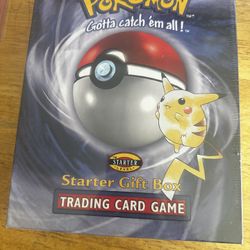 POKÉMON
Gotta catch 'em all!
STARTER
Starter Gift Box
TRADING CARD GAME